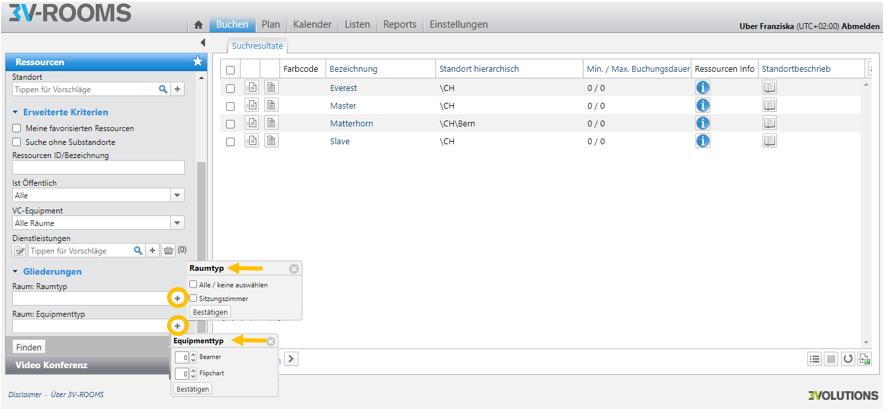 3V-ROOMS
Buchen Plan Kalender Listen Reports Einstellungen
Uber Franziska (UTC+02:00) Abmelden
Ressourcen
Standort
Tippen für Vorschläge
Erweiterte Kriterien
Meine favorisierten Ressourcen
Suche ohne Substandorte
Ressourcen ID/Bezeichnung
Ist Öffentlich
Alle
VC-Equipment
Alle Räume
Dienstleistungen
Tippen für Vorschläge (0)
Gliederungen
Raum: Raumtyp
Raum: Equipmenttyp
Finden
Video Konferenz
Suchresultate
Farbcode Bezeichnung Standort hierarchisch Min. / Max. Buchungsdauer Ressourcen Info Standortbeschrieb
Everest \CH 0 / 0
Master \CH 0 / 0
Matterhorn \CH\Bern 0 / 0
Slave \CH 0 / 0
Raumtyp
Alle / keine auswählen
Sitzungszimmer
Bestätigen
Equipmenttyp
0 Beamer
0 Flipchart
Bestätigen
Disclaimer - Über 3V-ROOMS
3VOLUTIONS